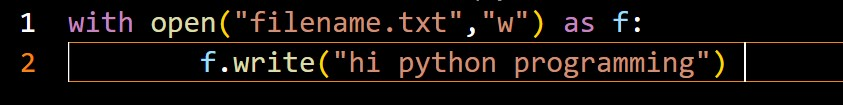 1 with open("filename.txt","w") as f:
2 f.write("hi python programming")